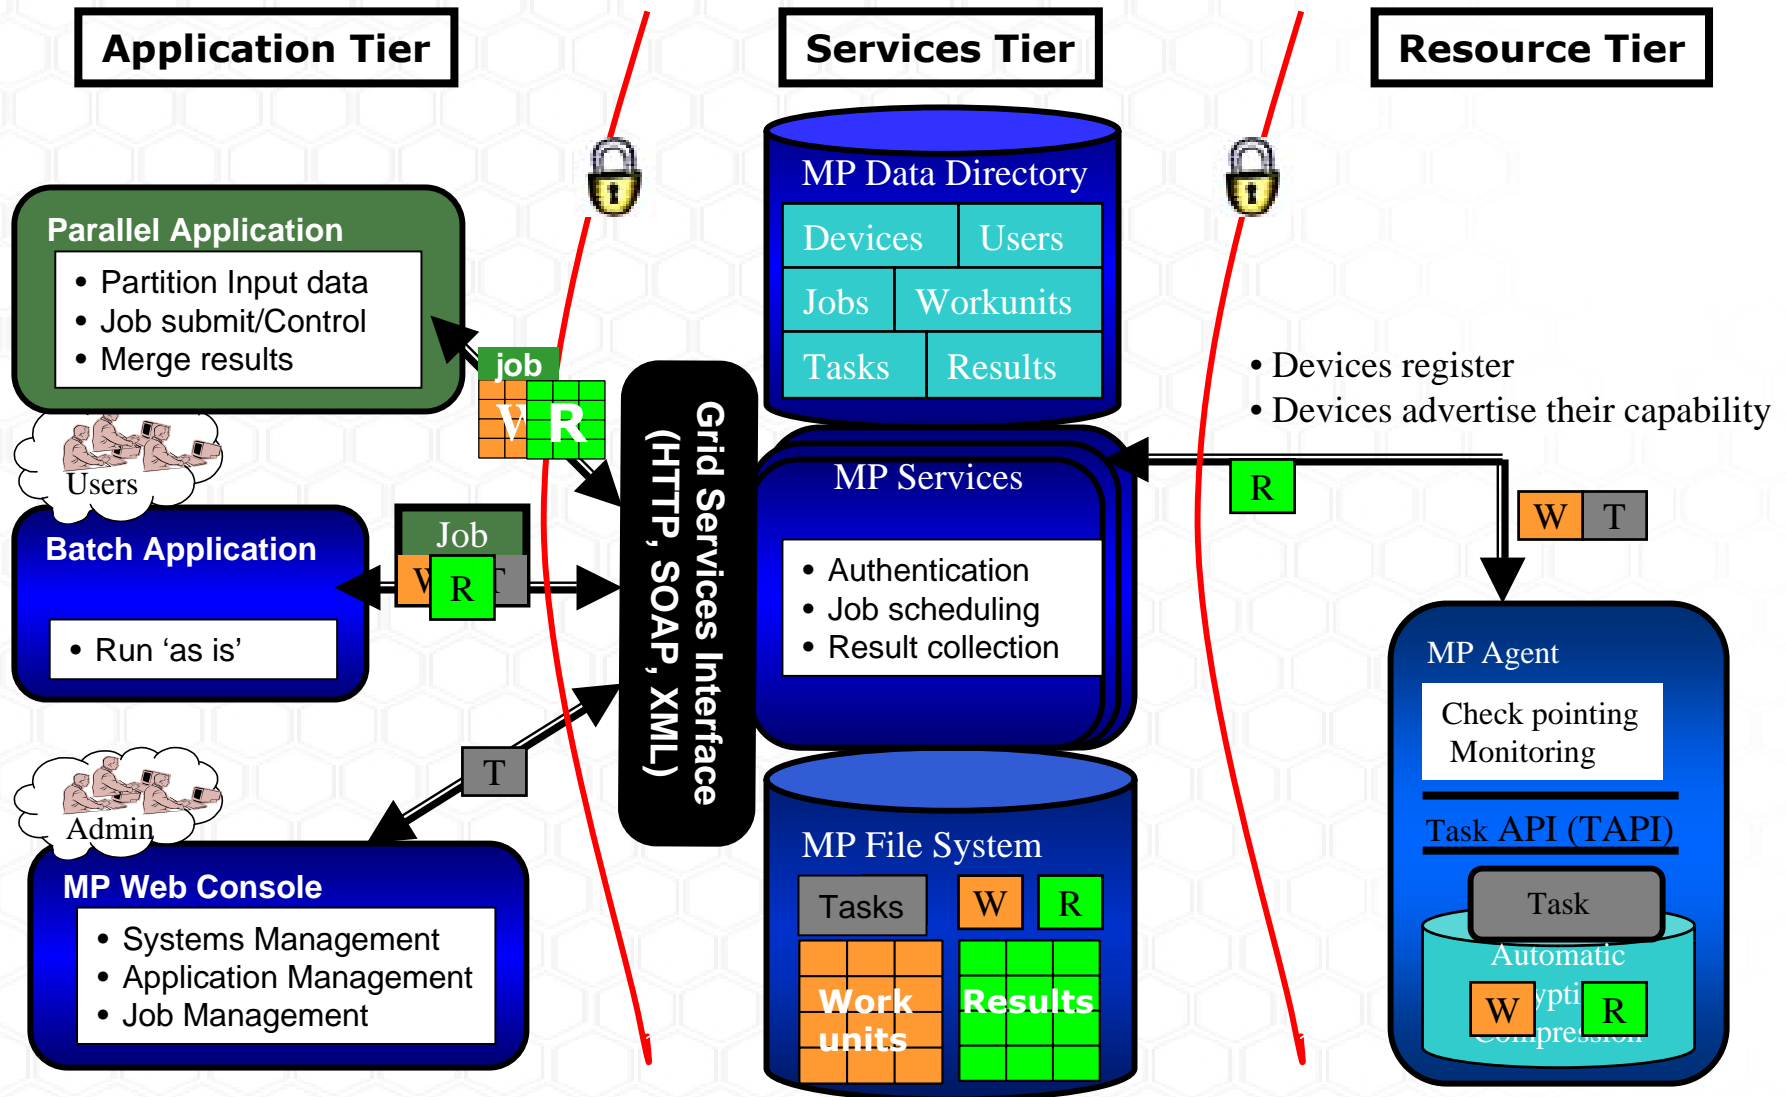 Application Tier
Services Tier
Resource Tier
Parallel Application
• Partition Input data
• Job submit/Control
• Merge results
Users
job
R
Batch Application
• Run ‘as is’
Job
W
R
T
Admin
T
MP Web Console
• Systems Management
• Application Management
• Job Management
Grid Services Interface
(HTTP, SOAP, XML)
MP Data Directory
Devices
Users
Jobs
Workunits
Tasks
Results
MP Services
• Authentication
• Job scheduling
• Result collection
MP File System
Tasks
W
R
Work
units
Results
• Devices register
• Devices advertise their capability
R
W
T
MP Agent
Check pointing
Monitoring
Task API (TAPI)
Task
Automatic
W
R